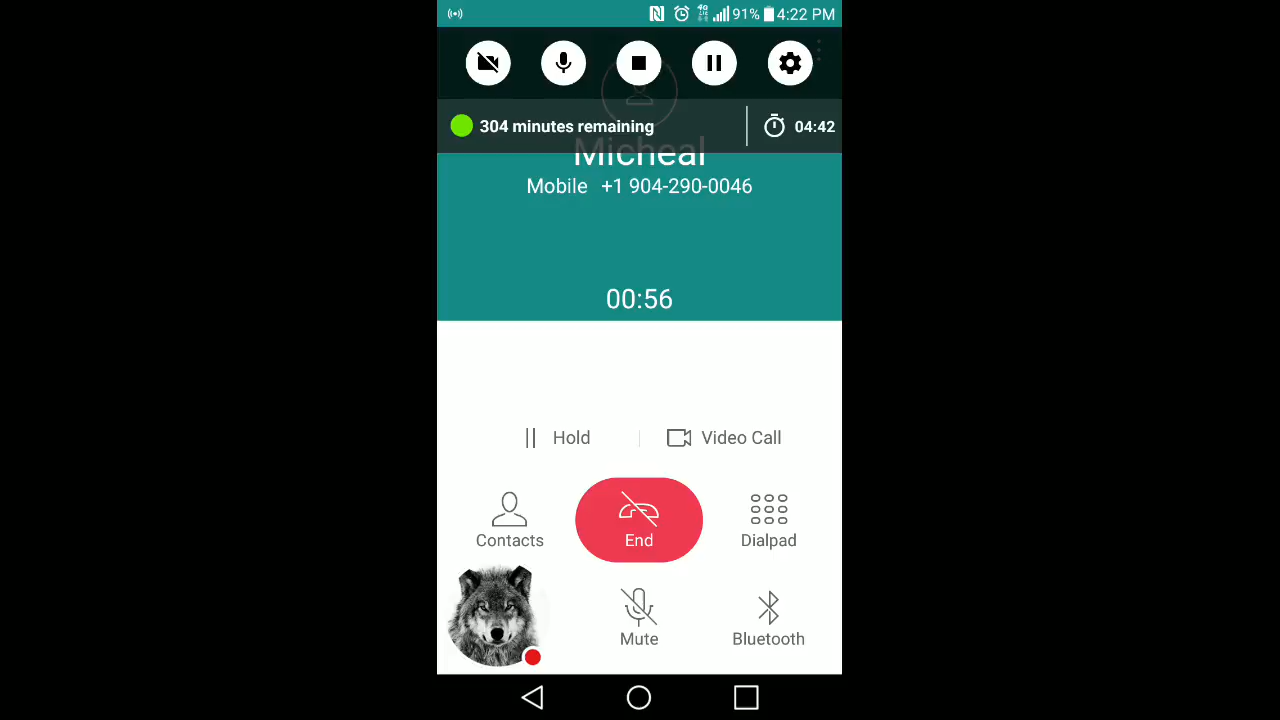 91% 4:22 PM
304 minutes remaining 04:42
Micheal
Mobile +1 904-290-0046
00:56
Hold Video Call
Contacts End Dialpad
Mute Bluetooth